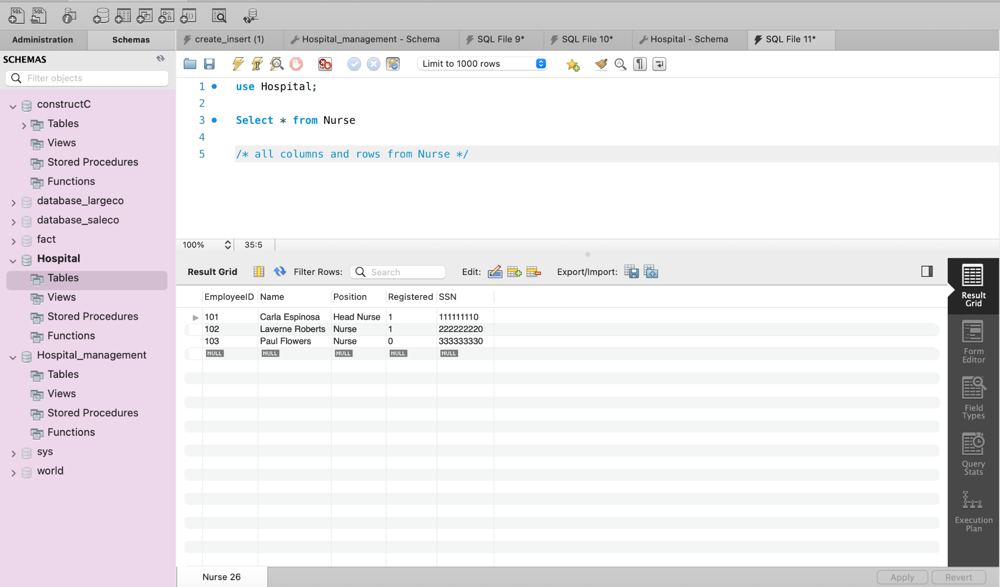 SQL SQL
Administration Schemas
create_insert (1) Hospital_management - Schema SQL File 9* SQL File 10* Hospital - Schema SQL File 11*
SCHEMAS
Filter objects
constructC
Tables
Views
Stored Procedures
Functions
database_largeco
database_saleco
fact
Hospital
Tables
Views
Stored Procedures
Functions
Hospital_management
Tables
Views
Stored Procedures
Functions
sys
world
Limit to 1000 rows
1 use Hospital;
2
3 Select * from Nurse
4
5 /* all columns and rows from Nurse */
100% 35:5
Result Grid Filter Rows: Search Edit: Export/Import:
EmployeeID Name Position Registered SSN
101 Carla Espinosa Head Nurse 1 111111110
102 Laverne Roberts Nurse 1 222222220
103 Paul Flowers Nurse 0 333333330
NULL NULL NULL NULL NULL
Result
Grid
Form
Editor
Field
Types
Query
Stats
Execution
Plan
Nurse 26
Apply Revert